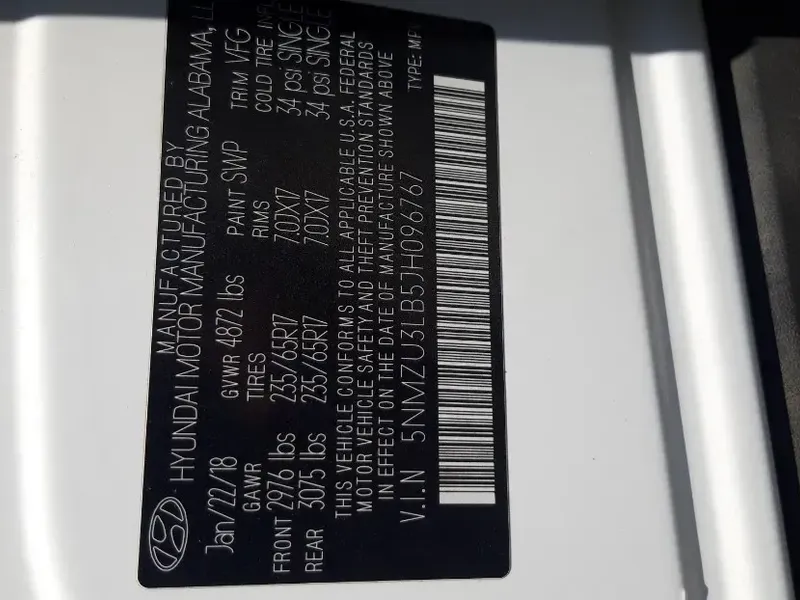 MANUFACTURED BY
HYUNDAI MOTOR MANUFACTURING ALABAMA,
Jan/22/18 GVWR 4872 lbs PAINT SWP TRIM VFG
GAWR TIRES RIMS COLD TIRE
FRONT 2976 lbs 235/65R17 7.0JX17 34 psi SINGLE
REAR 3075 lbs 235/65R17 7.0JX17 34 psi SINGLE
THIS VEHICLE CONFORMS TO ALL APPLICABLE U.S.A. FEDERAL
MOTOR VEHICLE SAFETY AND THEFT PREVENTION STANDARDS
IN EFFECT ON THE DATE OF MANUFACTURE SHOWN ABOVE
V.I.N 5NMZU3LB5JH096767 TYPE: